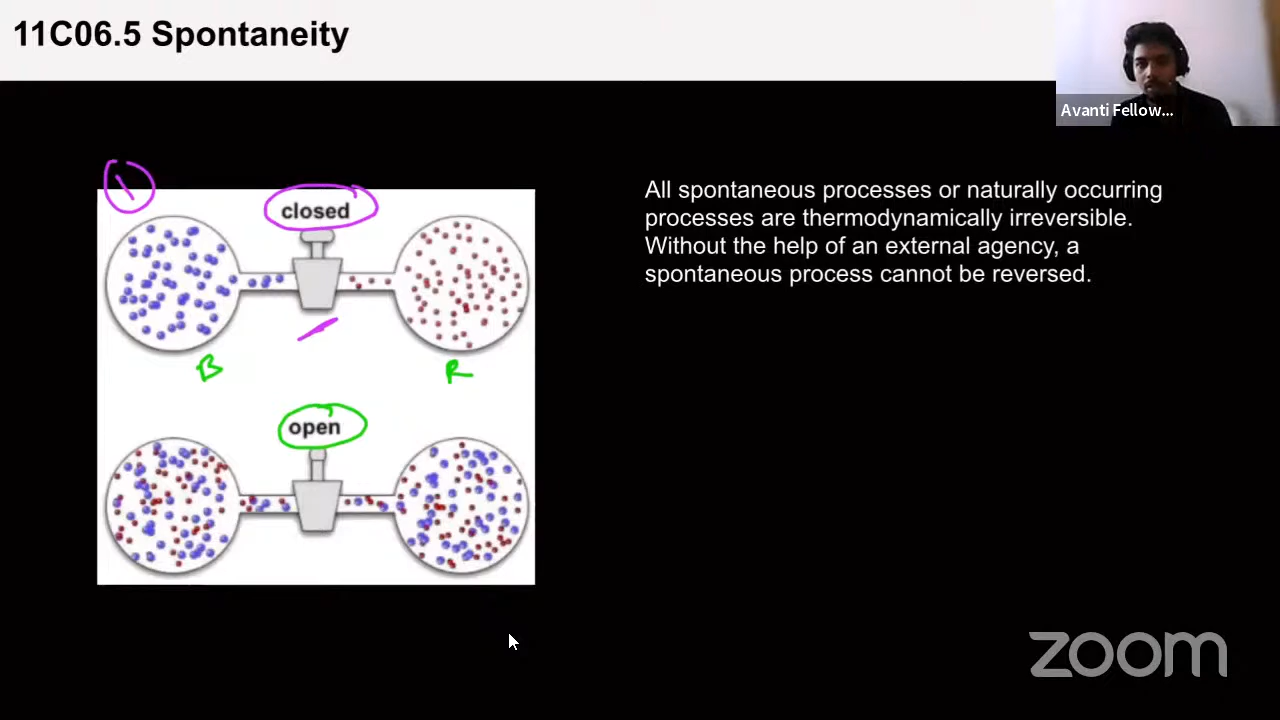 11C06.5 Spontaneity
Avanti Fellow...
1
closed
B
R
open
All spontaneous processes or naturally occurring
processes are thermodynamically irreversible.
Without the help of an external agency, a
spontaneous process cannot be reversed.
zoom